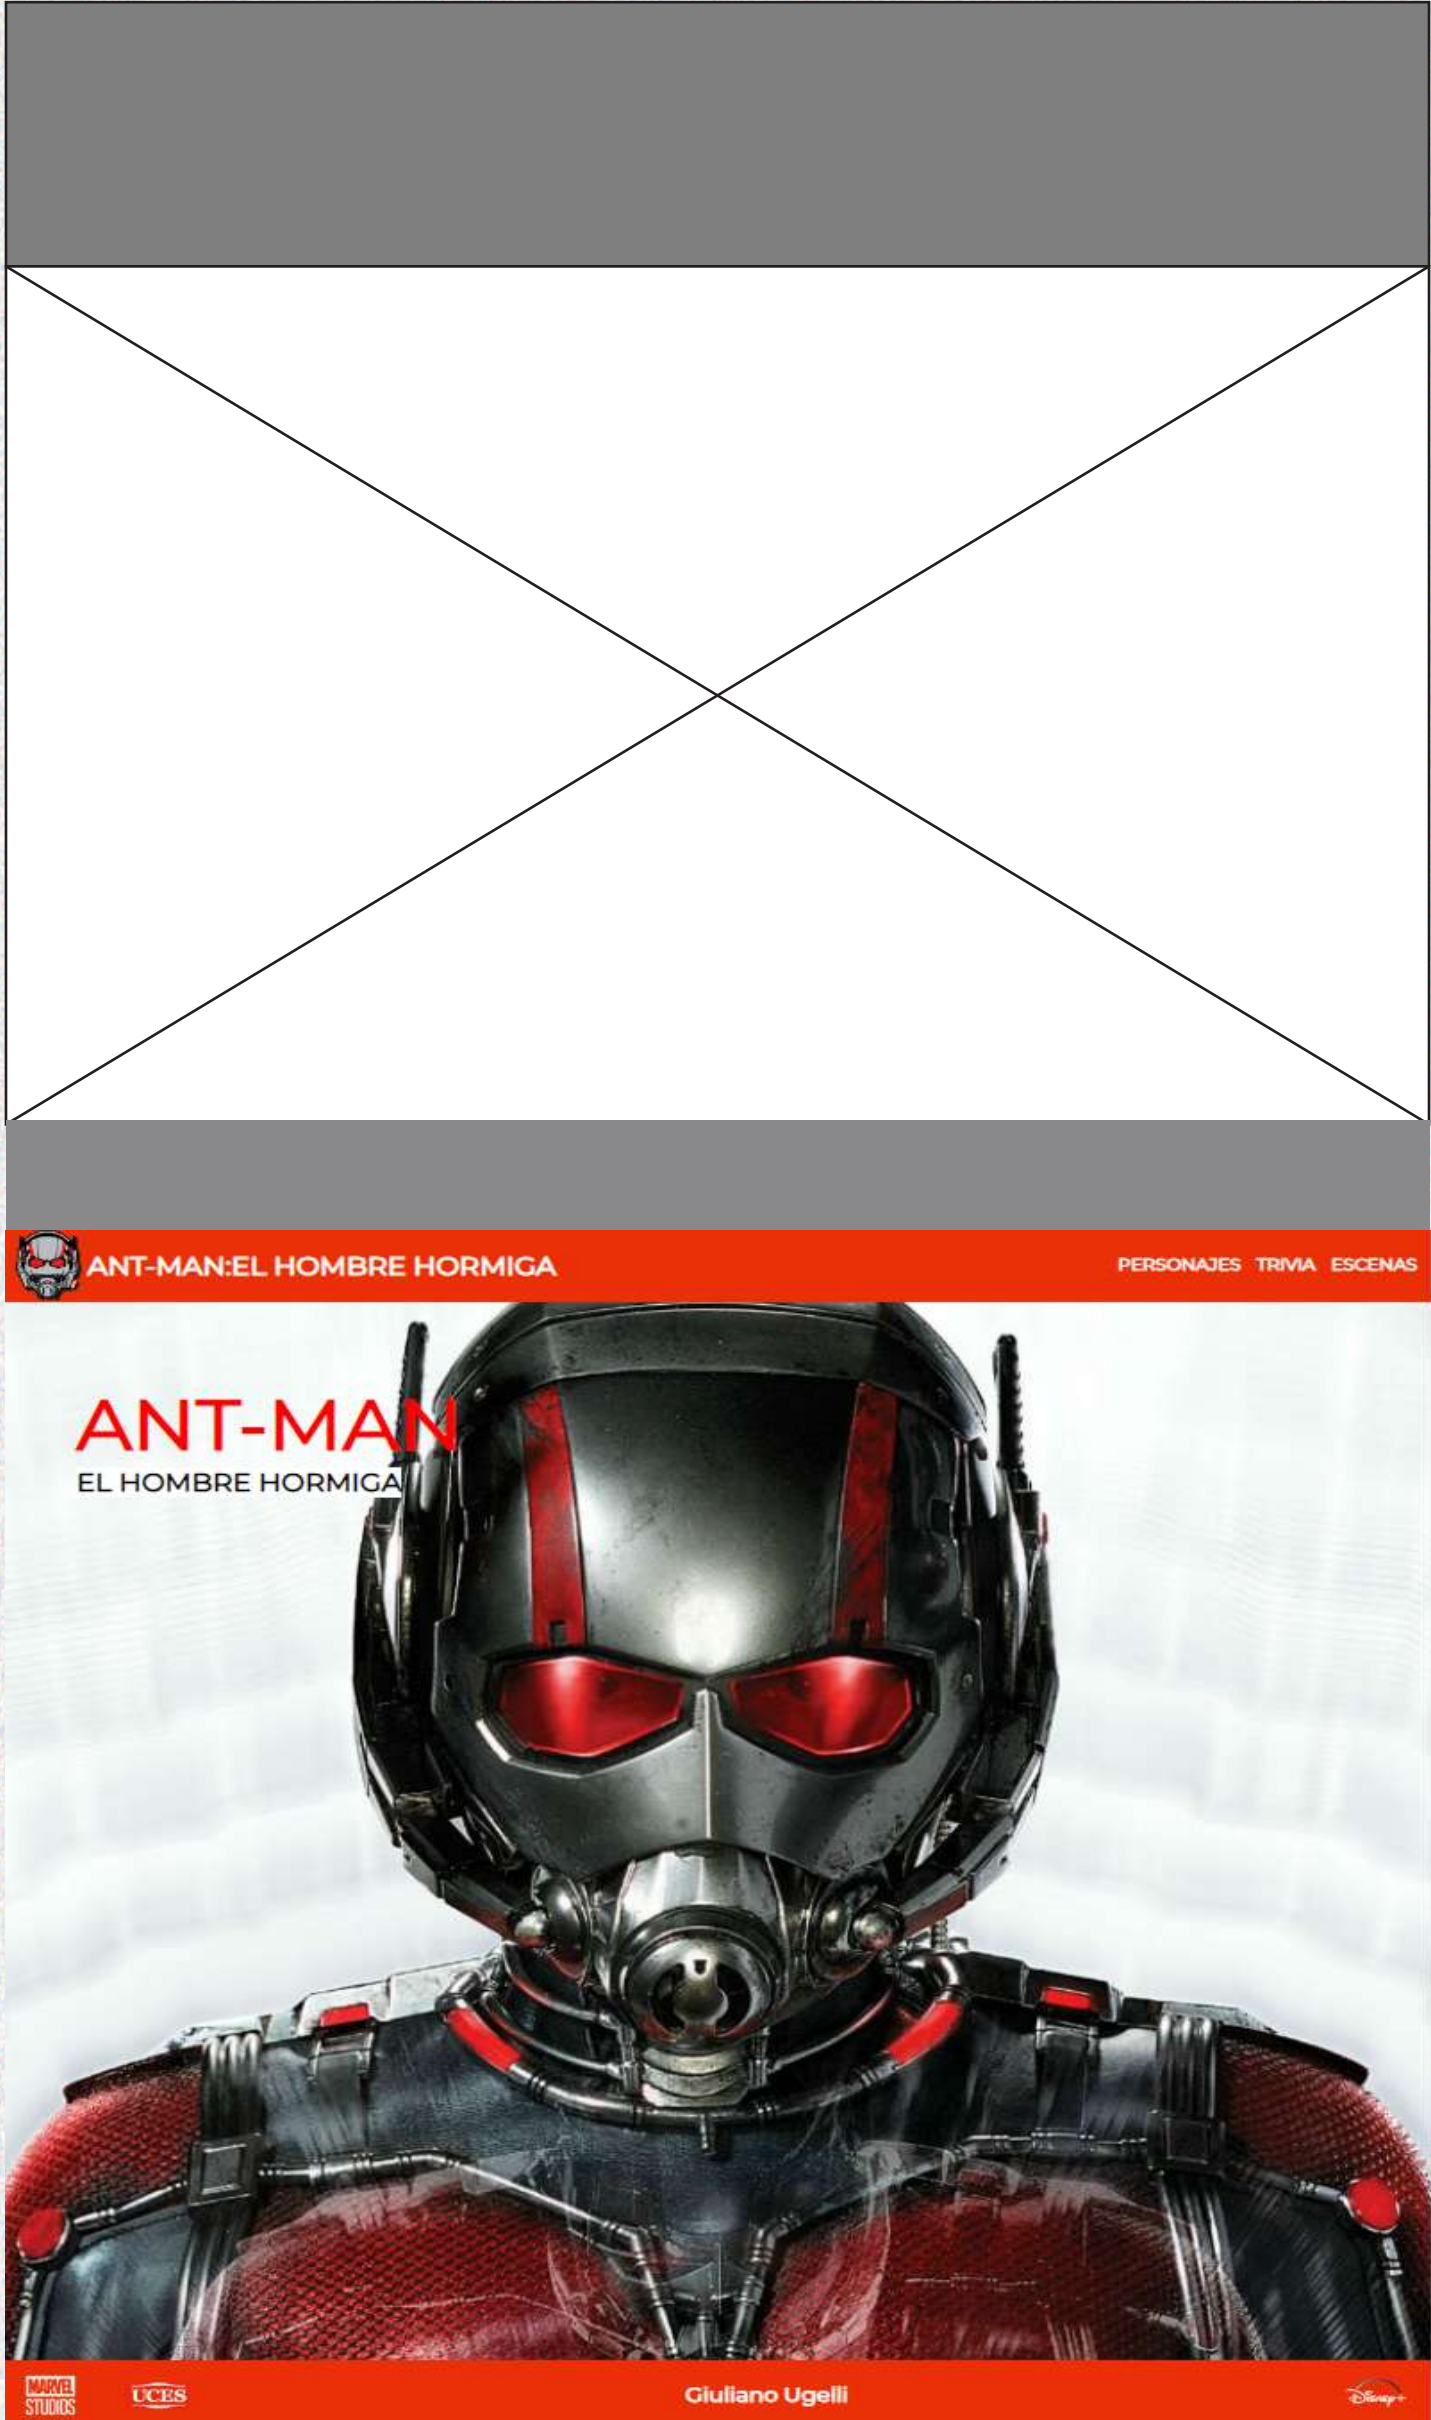 ANT-MAN:EL HOMBRE HORMIGA
PERSONAJES TRIVIA ESCENAS
ANT-MAN
EL HOMBRE HORMIGA
MARVEL
STUDIOS
UCES
Giuliano Ugelli
Disney+